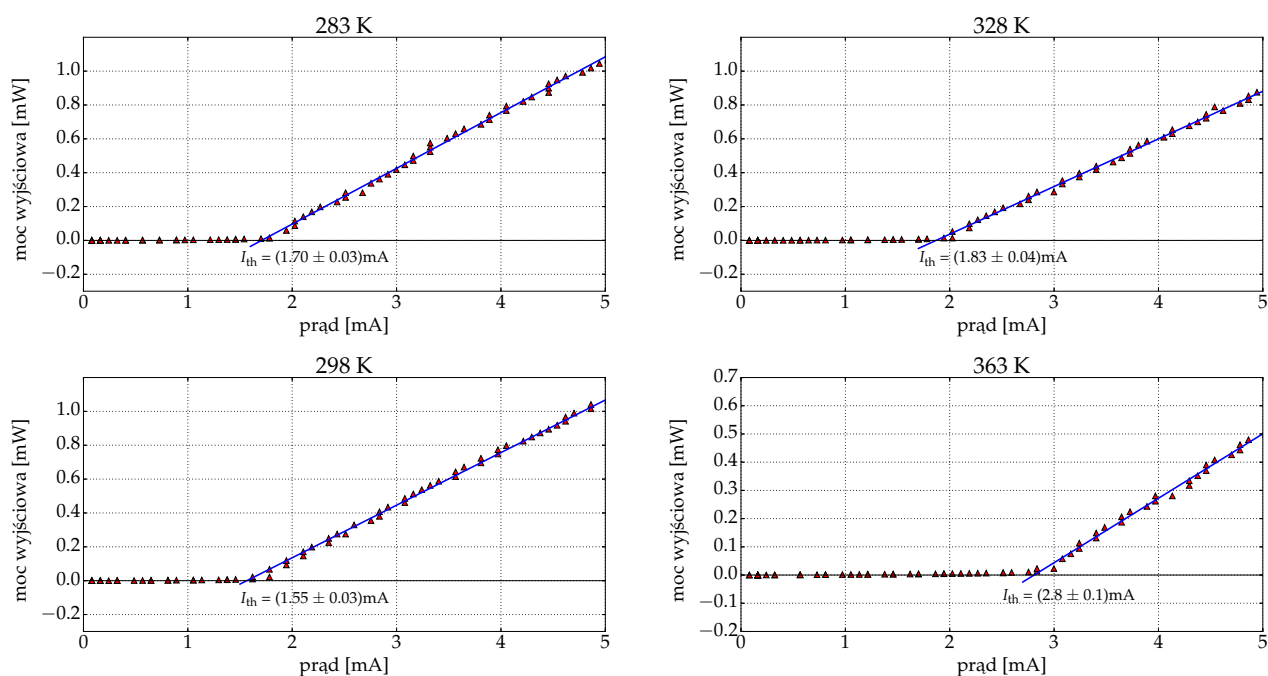 283 K
moc wyjściowa [mW]
1.0
0.8
0.6
0.4
0.2
0.0
−0.2
I_th = (1.70 ± 0.03)mA
0 1 2 3 4 5
prąd [mA]
328 K
moc wyjściowa [mW]
1.0
0.8
0.6
0.4
0.2
0.0
−0.2
I_th = (1.83 ± 0.04)mA
0 1 2 3 4 5
prąd [mA]
298 K
moc wyjściowa [mW]
1.0
0.8
0.6
0.4
0.2
0.0
−0.2
I_th = (1.55 ± 0.03)mA
0 1 2 3 4 5
prąd [mA]
363 K
moc wyjściowa [mW]
0.7
0.6
0.5
0.4
0.3
0.2
0.1
0.0
−0.1
−0.2
I_th = (2.8 ± 0.1)mA
0 1 2 3 4 5
prąd [mA]